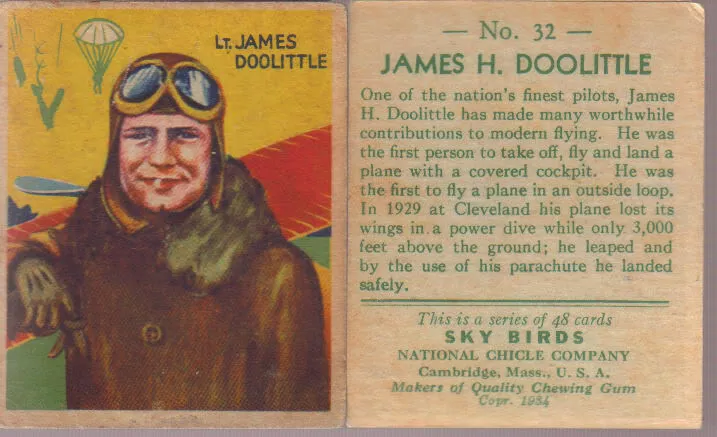 LT. JAMES
DOOLITTLE
— No. 32 —
JAMES H. DOOLITTLE
One of the nation's finest pilots, James
H. Doolittle has made many worthwhile
contributions to modern flying. He was
the first person to take off, fly and land a
plane with a covered cockpit. He was
the first to fly a plane in an outside loop.
In 1929 at Cleveland his plane lost its
wings in a power dive while only 3,000
feet above the ground; he leaped and
by the use of his parachute he landed
safely.
This is a series of 48 cards
SKY BIRDS
NATIONAL CHICLE COMPANY
Cambridge, Mass., U. S. A.
Makers of Quality Chewing Gum
Copr. 1934